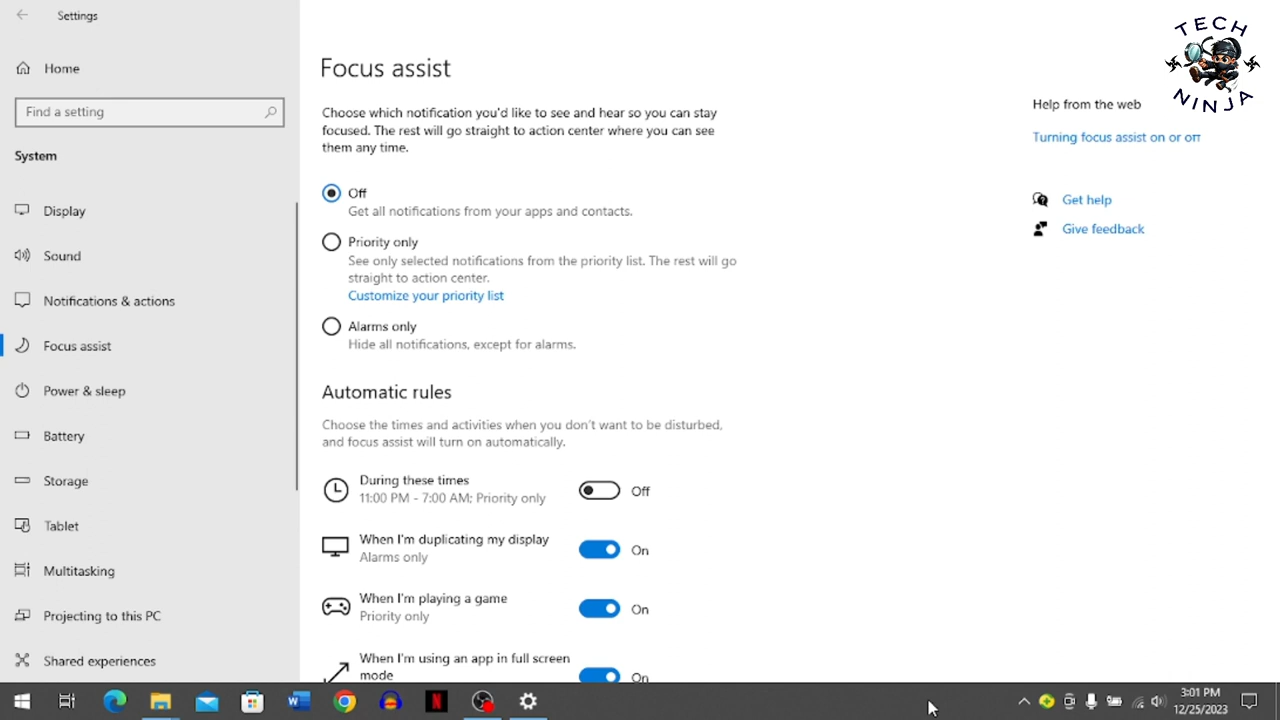 Settings
TECH
NINJA
Home
Find a setting
System
Display
Sound
Notifications & actions
Focus assist
Power & sleep
Battery
Storage
Tablet
Multitasking
Projecting to this PC
Shared experiences
Focus assist
Choose which notification you'd like to see and hear so you can stay
focused. The rest will go straight to action center where you can see
them any time.
Off
Get all notifications from your apps and contacts.
Priority only
See only selected notifications from the priority list. The rest will go
straight to action center.
Customize your priority list
Alarms only
Hide all notifications, except for alarms.
Automatic rules
Choose the times and activities when you don't want to be disturbed,
and focus assist will turn on automatically.
During these times
11:00 PM - 7:00 AM; Priority only
Off
When I'm duplicating my display
Alarms only
On
When I'm playing a game
Priority only
On
When I'm using an app in full screen
mode
On
Help from the web
Turning focus assist on or off
Get help
Give feedback
W
N
3:01 PM
12/25/2023